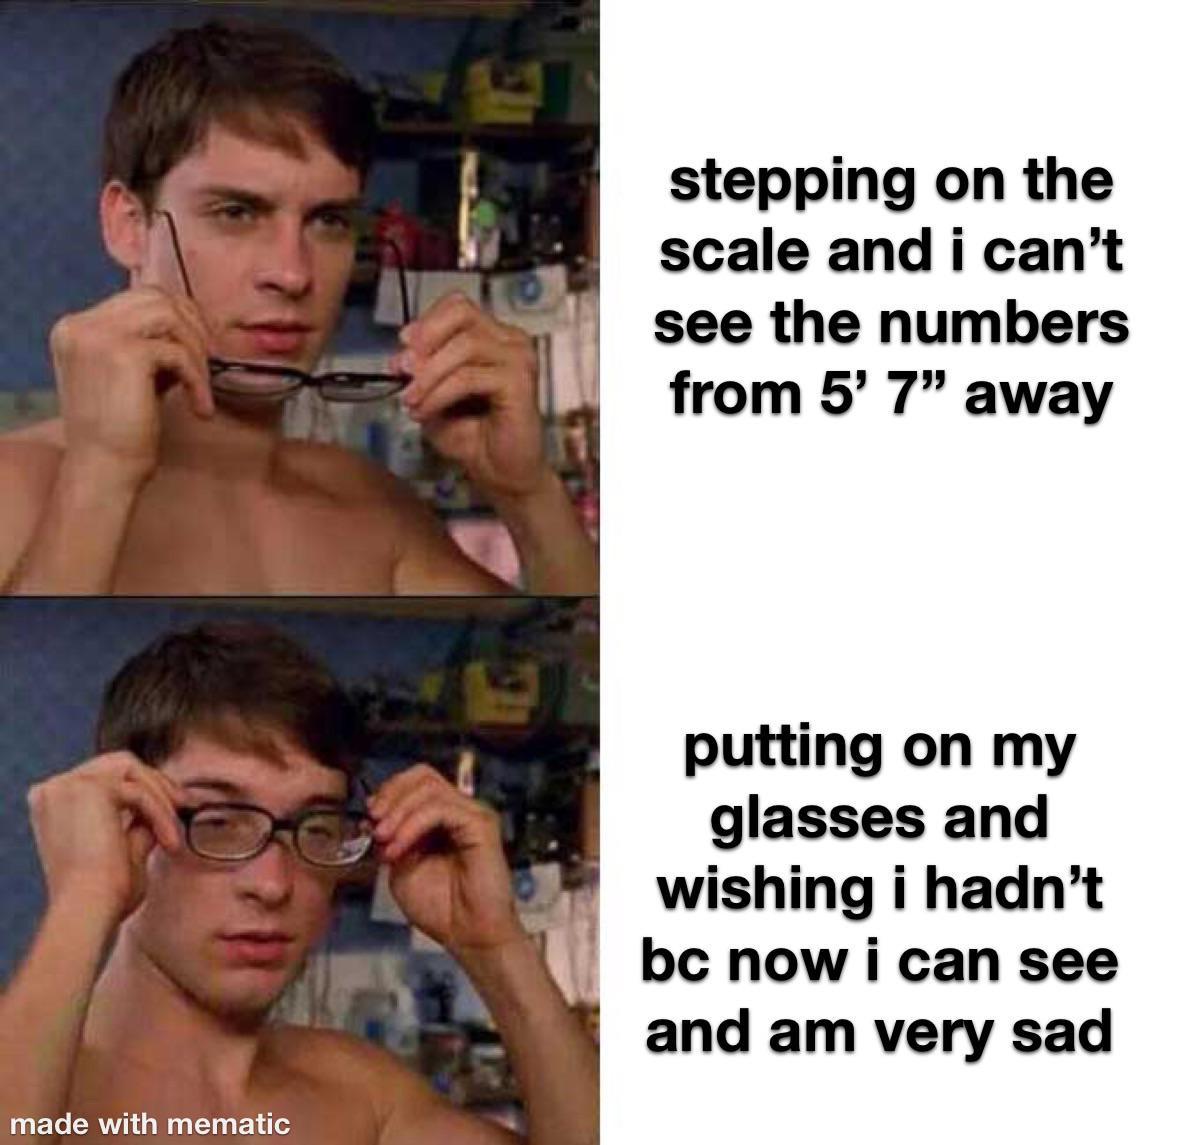 stepping on the
scale and i can’t
see the numbers
from 5’ 7” away
putting on my
glasses and
wishing i hadn’t
bc now i can see
and am very sad
made with mematic